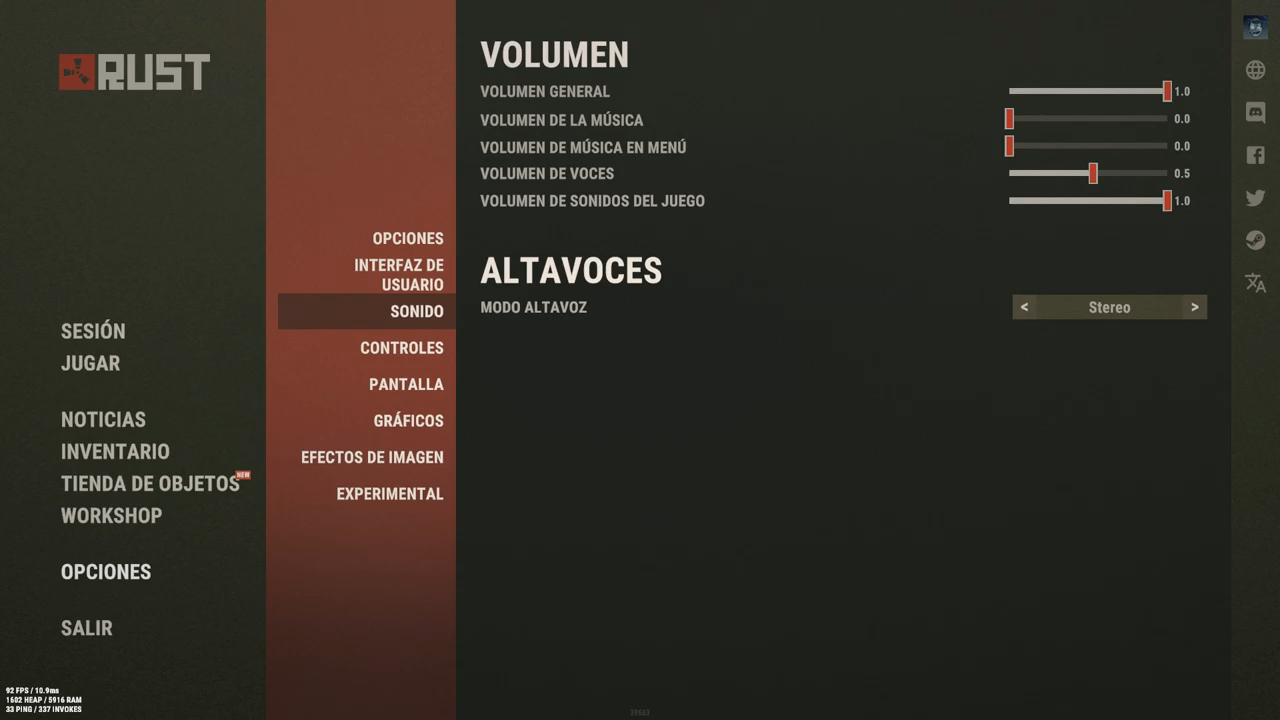 RUST
SESIÓN
JUGAR
NOTICIAS
INVENTARIO
TIENDA DE OBJETOS NEW
WORKSHOP
OPCIONES
SALIR
92 FPS / 10.9ms
1602 HEAP / 5916 RAM
33 PING / 337 INVOKES
OPCIONES
INTERFAZ DE
USUARIO
SONIDO
CONTROLES
PANTALLA
GRÁFICOS
EFECTOS DE IMAGEN
EXPERIMENTAL
VOLUMEN
VOLUMEN GENERAL 1.0
VOLUMEN DE LA MÚSICA 0.0
VOLUMEN DE MÚSICA EN MENÚ 0.0
VOLUMEN DE VOCES 0.5
VOLUMEN DE SONIDOS DEL JUEGO 1.0
ALTAVOCES
MODO ALTAVOZ < Stereo >